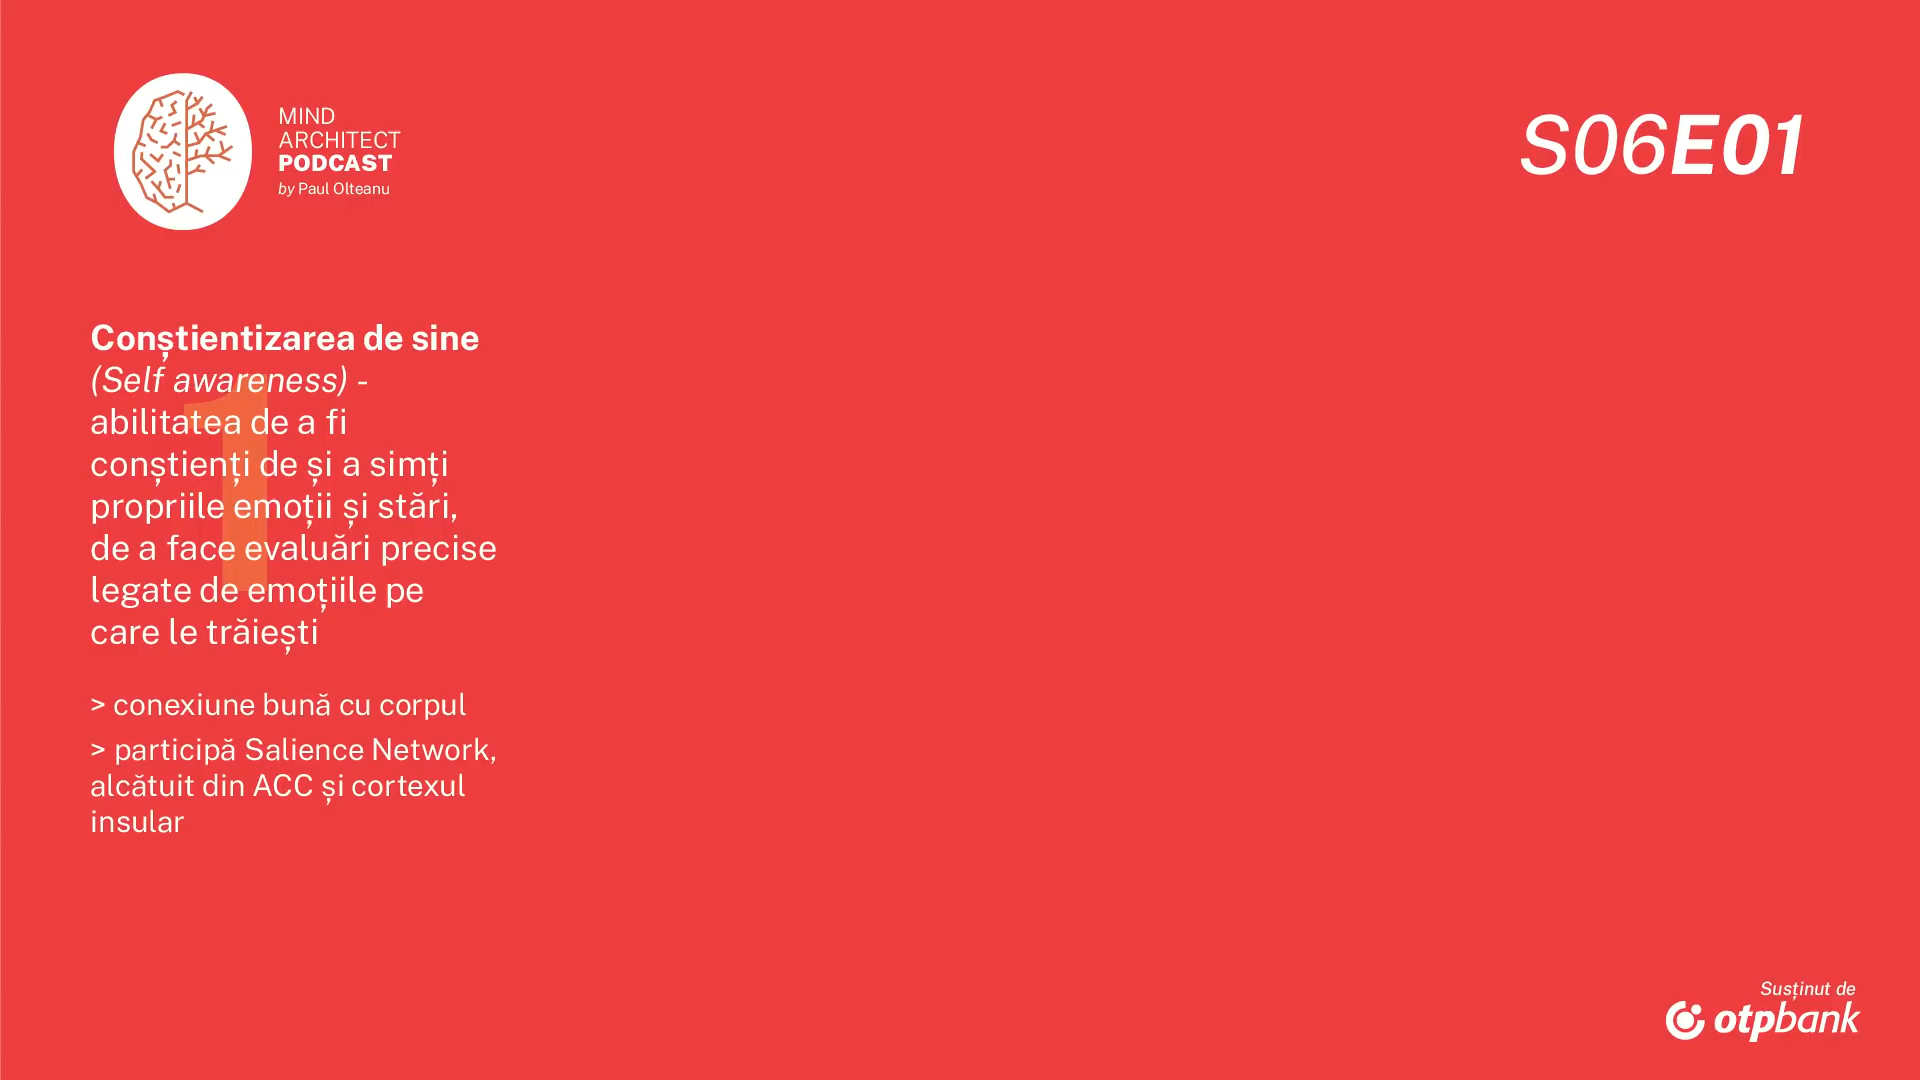 MIND
ARCHITECT
PODCAST
by Paul Olteanu
S06E01
Conștientizarea de sine
(Self awareness) -
abilitatea de a fi
conștienți de și a simți
propriile emoții și stări,
de a face evaluări precise
legate de emoțiile pe
care le trăiești
1
> conexiune bună cu corpul
> participă Salience Network,
alcătuit din ACC și cortexul
insular
Susținut de
otpbank